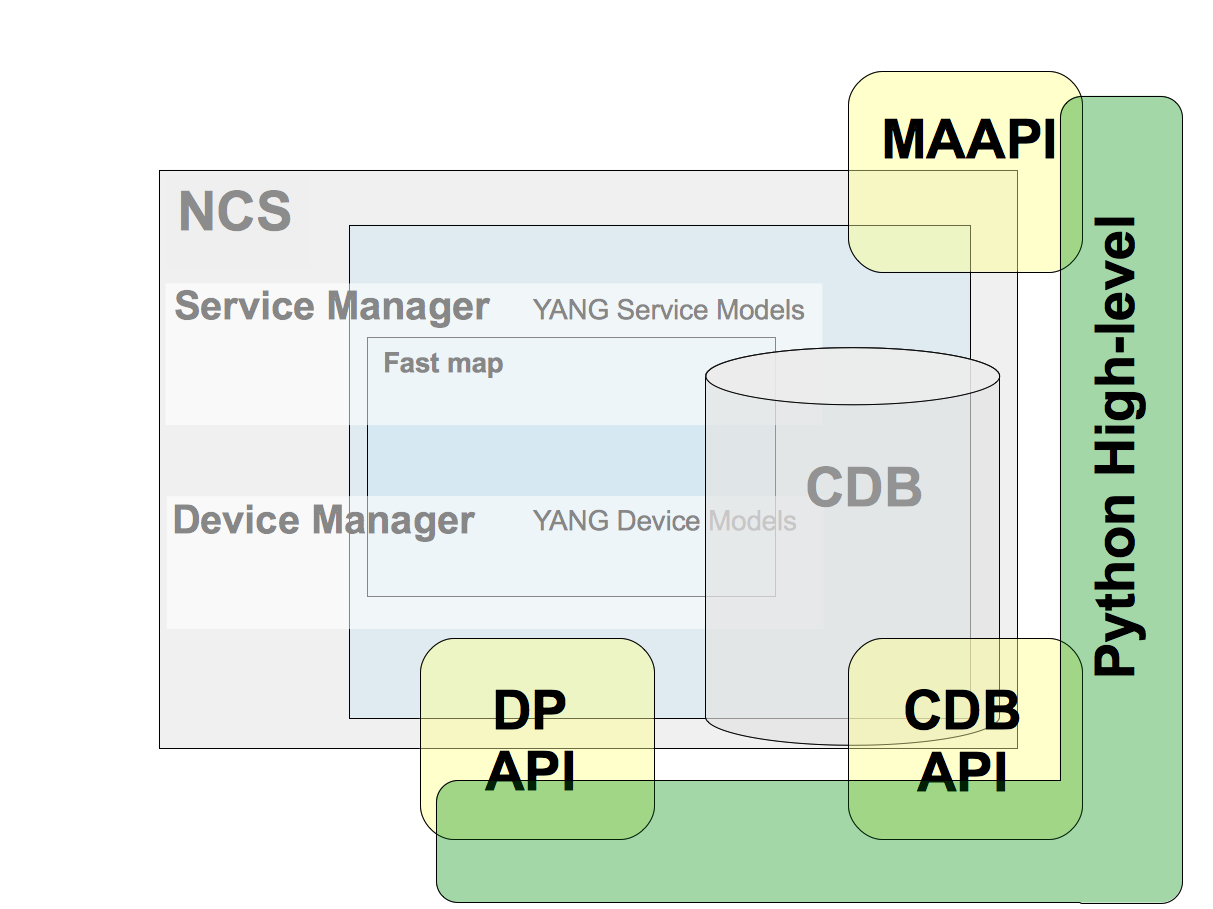 MAAPI
NCS
Service Manager
YANG Service Models
Fast map
CDB
Device Manager
YANG Device Models
Python High-level
DP
API
CDB
API